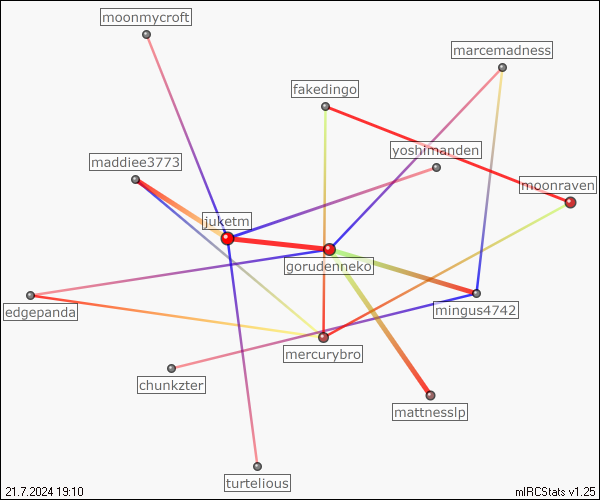 moonmycroft
marcemadness
fakedingo
yoshimanden
maddiee3773
moonraven
juketm
gorudenneko
edgepanda
mingus4742
mercurybro
chunkzter
mattnesslp
turtelious
21.7.2024 19:10
mIRCStats v1.25